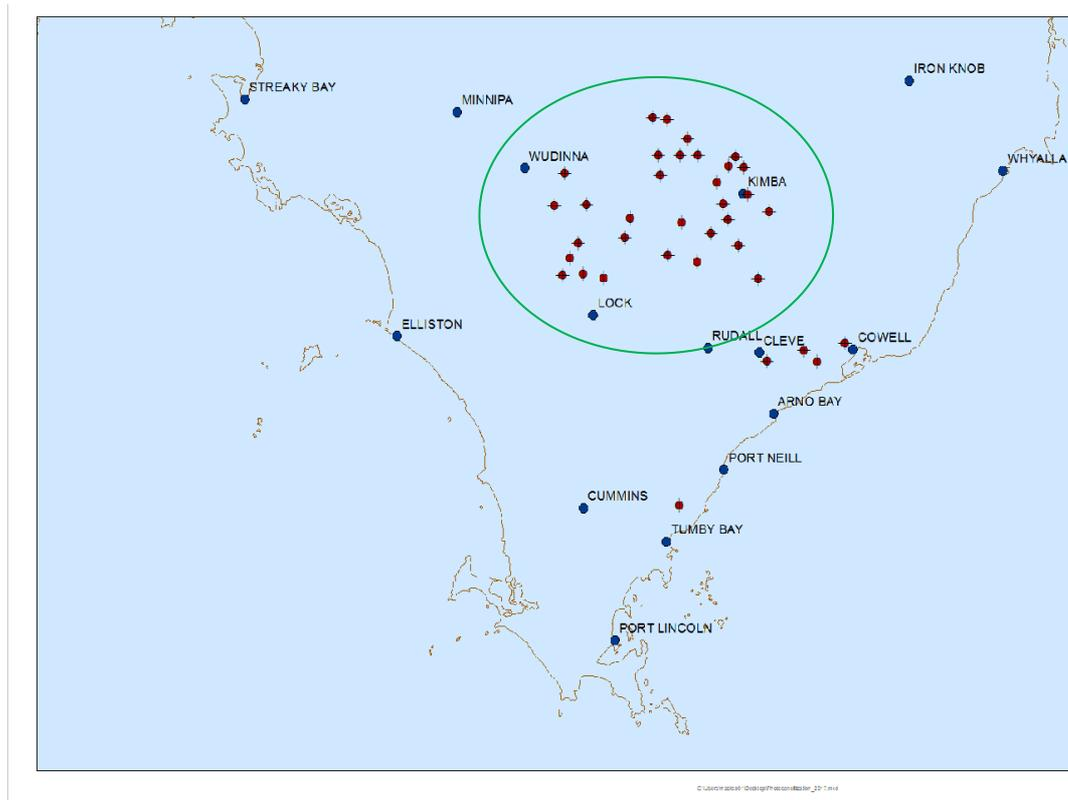 IRON KNOB
STREAKY BAY
MINNIPA
WUDINNA
WHYALLA
KIMBA
LOCK
ELLISTON
RUDALL
CLEVE
COWELL
ARNO BAY
PORT NEILL
CUMMINS
TUMBY BAY
PORT LINCOLN